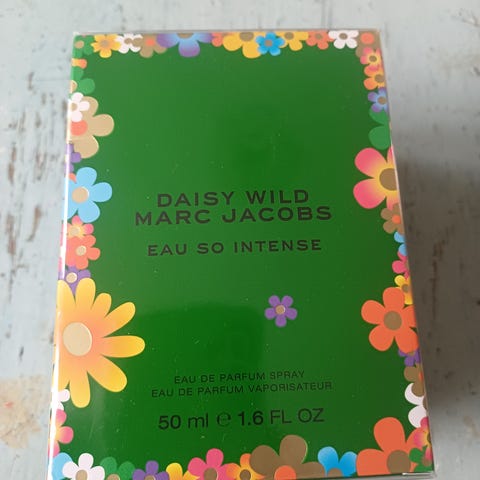 DAISY WILD
MARC JACOBS
EAU SO INTENSE
EAU DE PARFUM SPRAY
EAU DE PARFUM VAPORISATEUR
50 ml ℮ 1.6 FL OZ